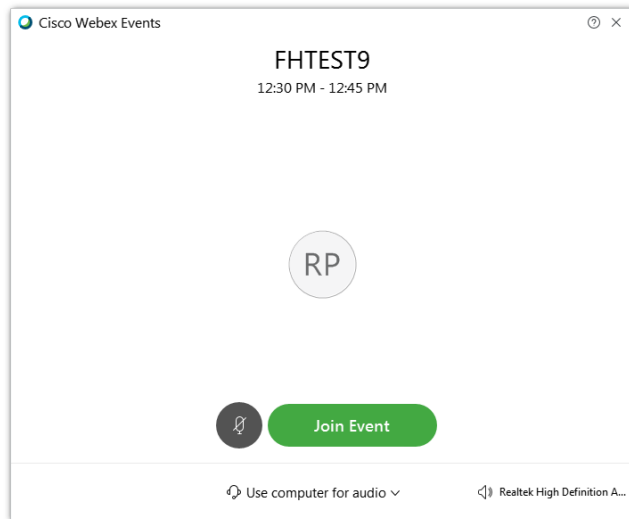 Cisco Webex Events
FHTEST9
12:30 PM - 12:45 PM
RP
Join Event
Use computer for audio
Realtek High Definition A...